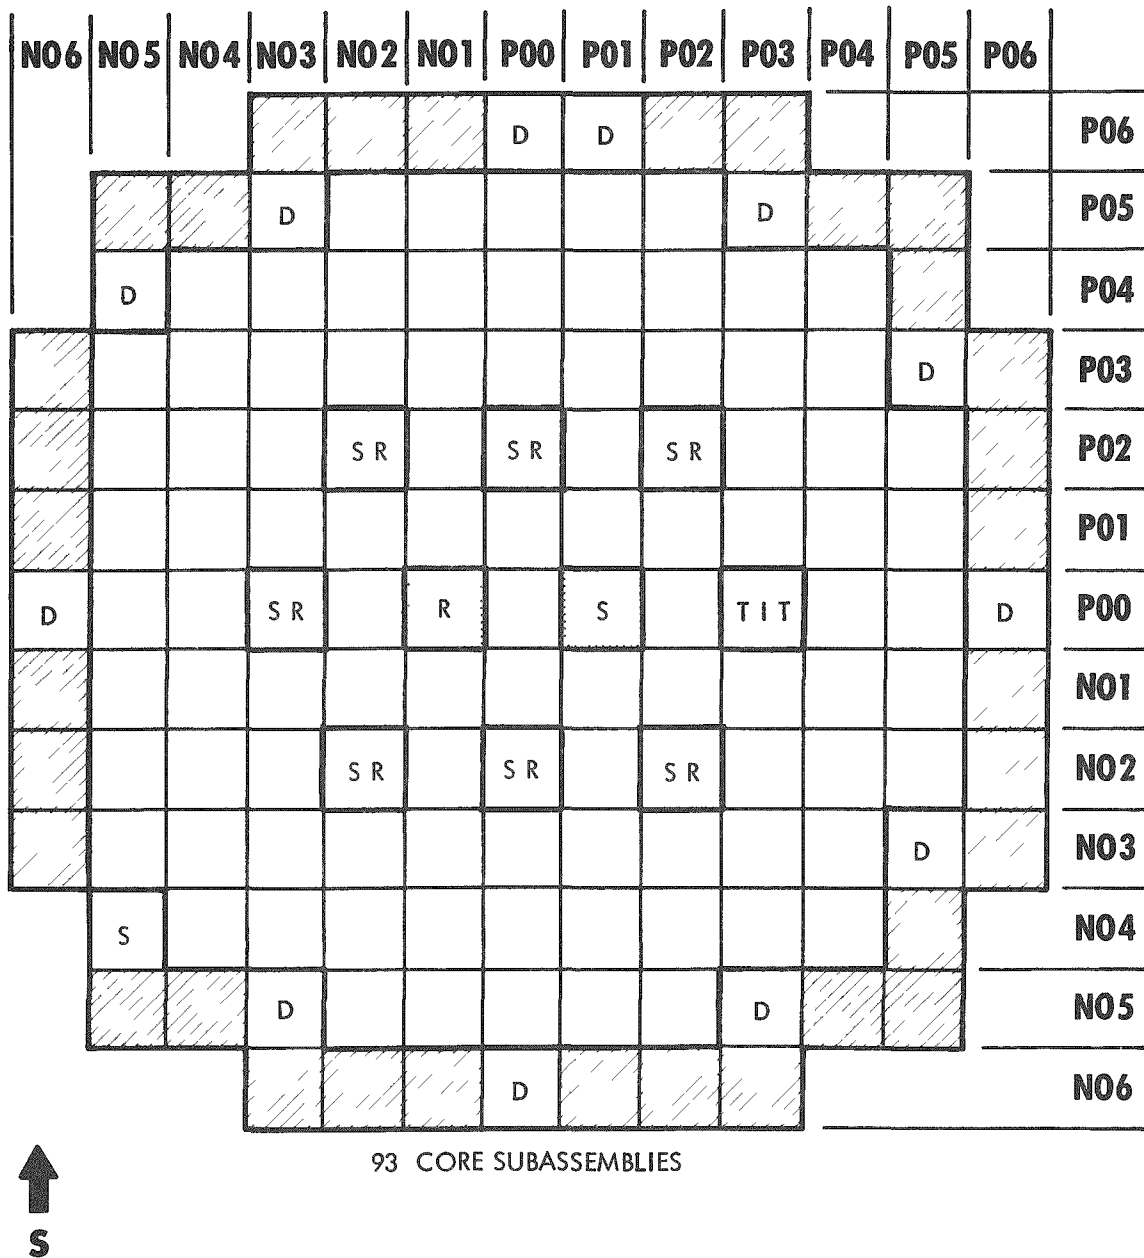 N06 N05 N04 N03 N02 N01 P00 P01 P02 P03 P04 P05 P06
D D P06
D D P05
D P04
D P03
SR SR SR P02
P01
D SR R S TIT D P00
N01
SR SR SR N02
D N03
S N04
D D N05
D N06
93 CORE SUBASSEMBLIES
S